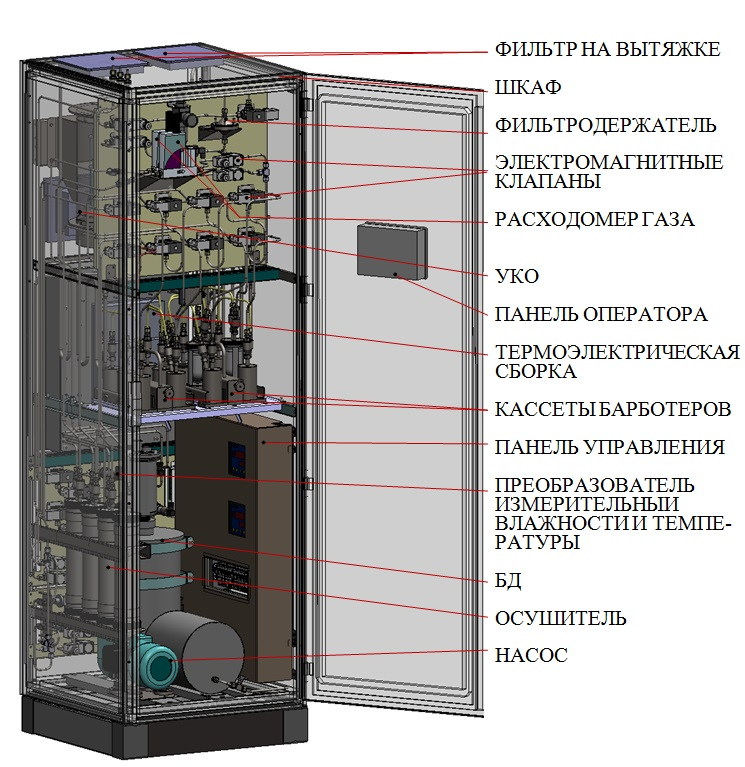 ФИЛЬТР НА ВЫТЯЖКЕ
ШКАФ
ФИЛЬТРОДЕРЖАТЕЛЬ
ЭЛЕКТРОМАГНИТНЫЕ
КЛАПАНЫ
РАСХОДОМЕР ГАЗА
УКО
ПАНЕЛЬ ОПЕРАТОРА
ТЕРМОЭЛЕКТРИЧЕСКАЯ
СБОРКА
КАССЕТЫ БАРБОТЕРОВ
ПАНЕЛЬ УПРАВЛЕНИЯ
ПРЕОБРАЗОВАТЕЛЬ
ИЗМЕРИТЕЛЬНЫЙ
ВЛАЖНОСТИ И ТЕМПЕ-
РАТУРЫ
БД
ОСУШИТЕЛЬ
НАСОС